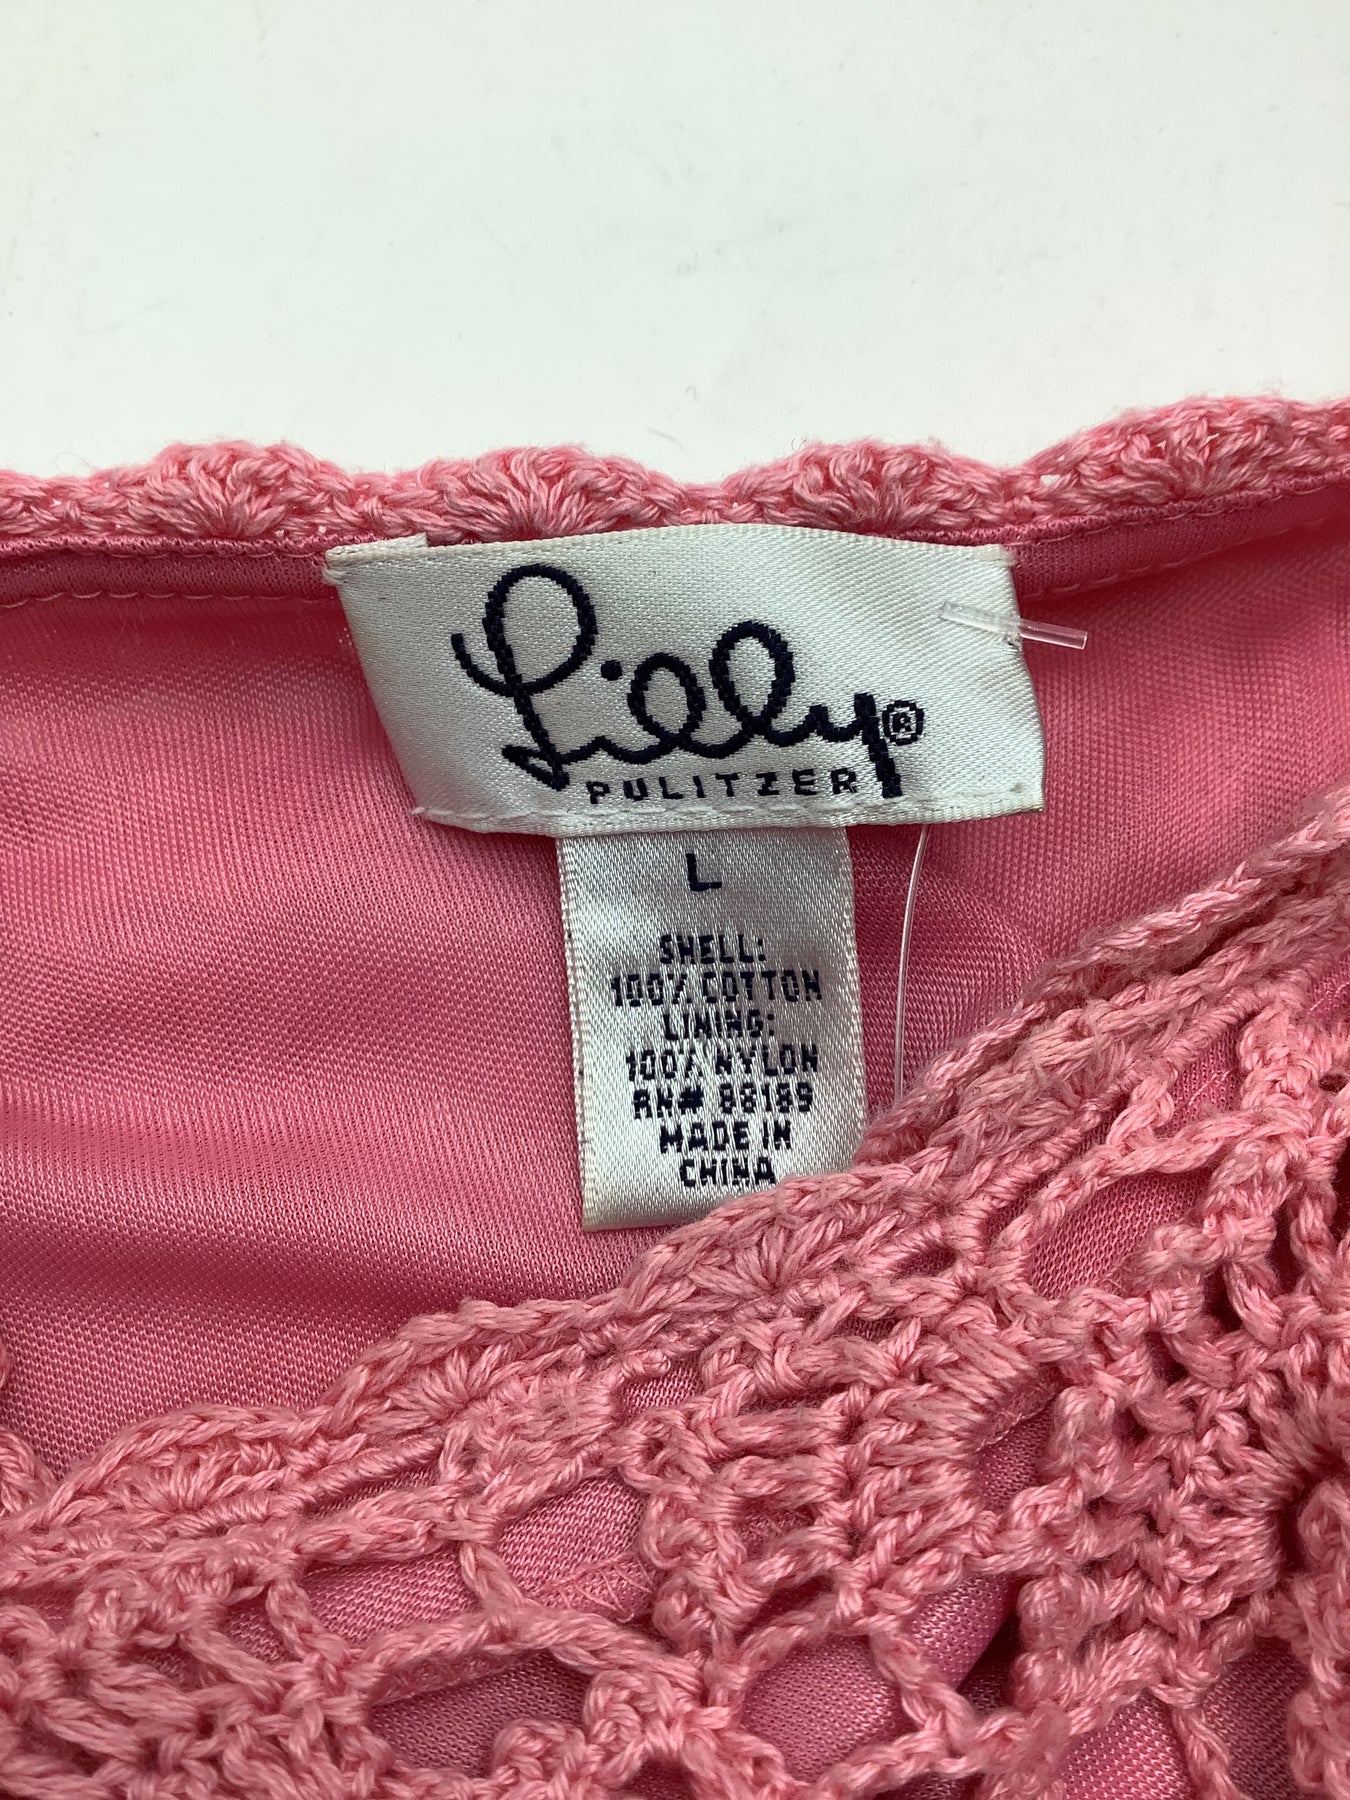 Lilly®
PULITZER
L
SHELL:
100% COTTON
LINING:
100% NYLON
RN# 88189
MADE IN
CHINA